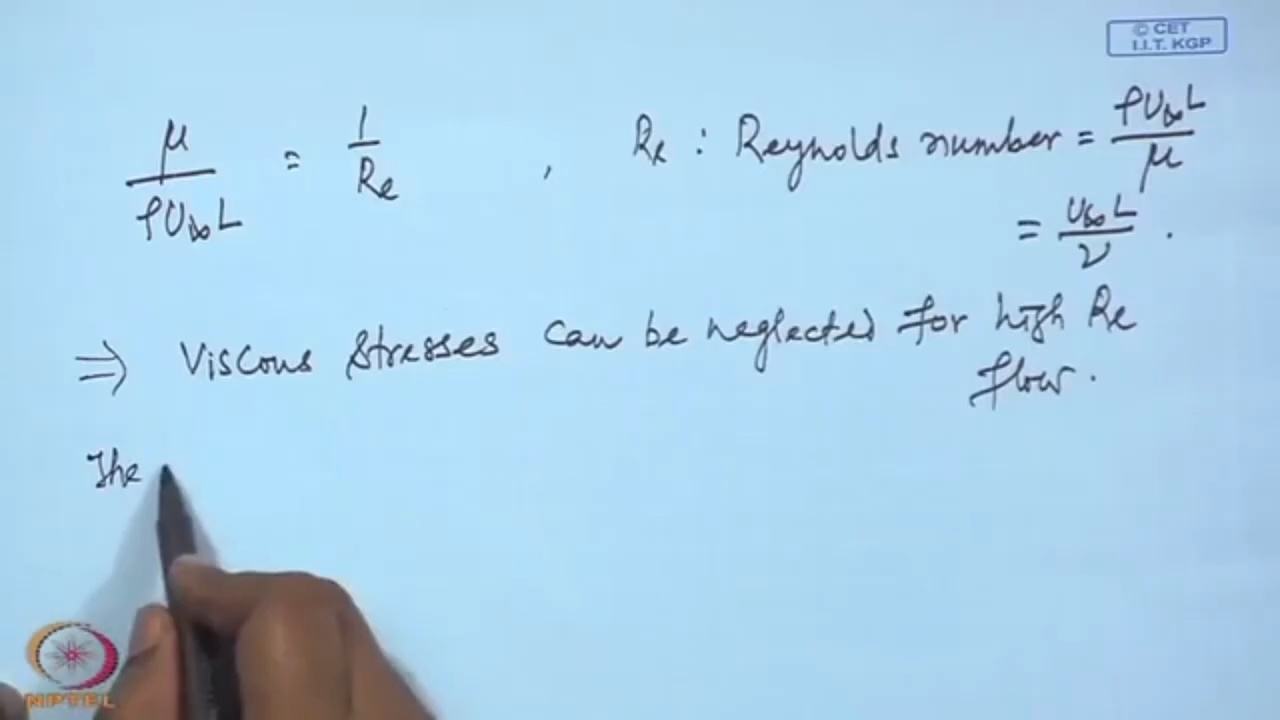 © CET
I.I.T. KGP
μ / ρU∞L = 1 / Re , Re : Reynolds number = ρU∞L / μ
= U∞L / ν .
⇒ Viscous stresses can be neglected for high Re
flow.
The
NPTEL